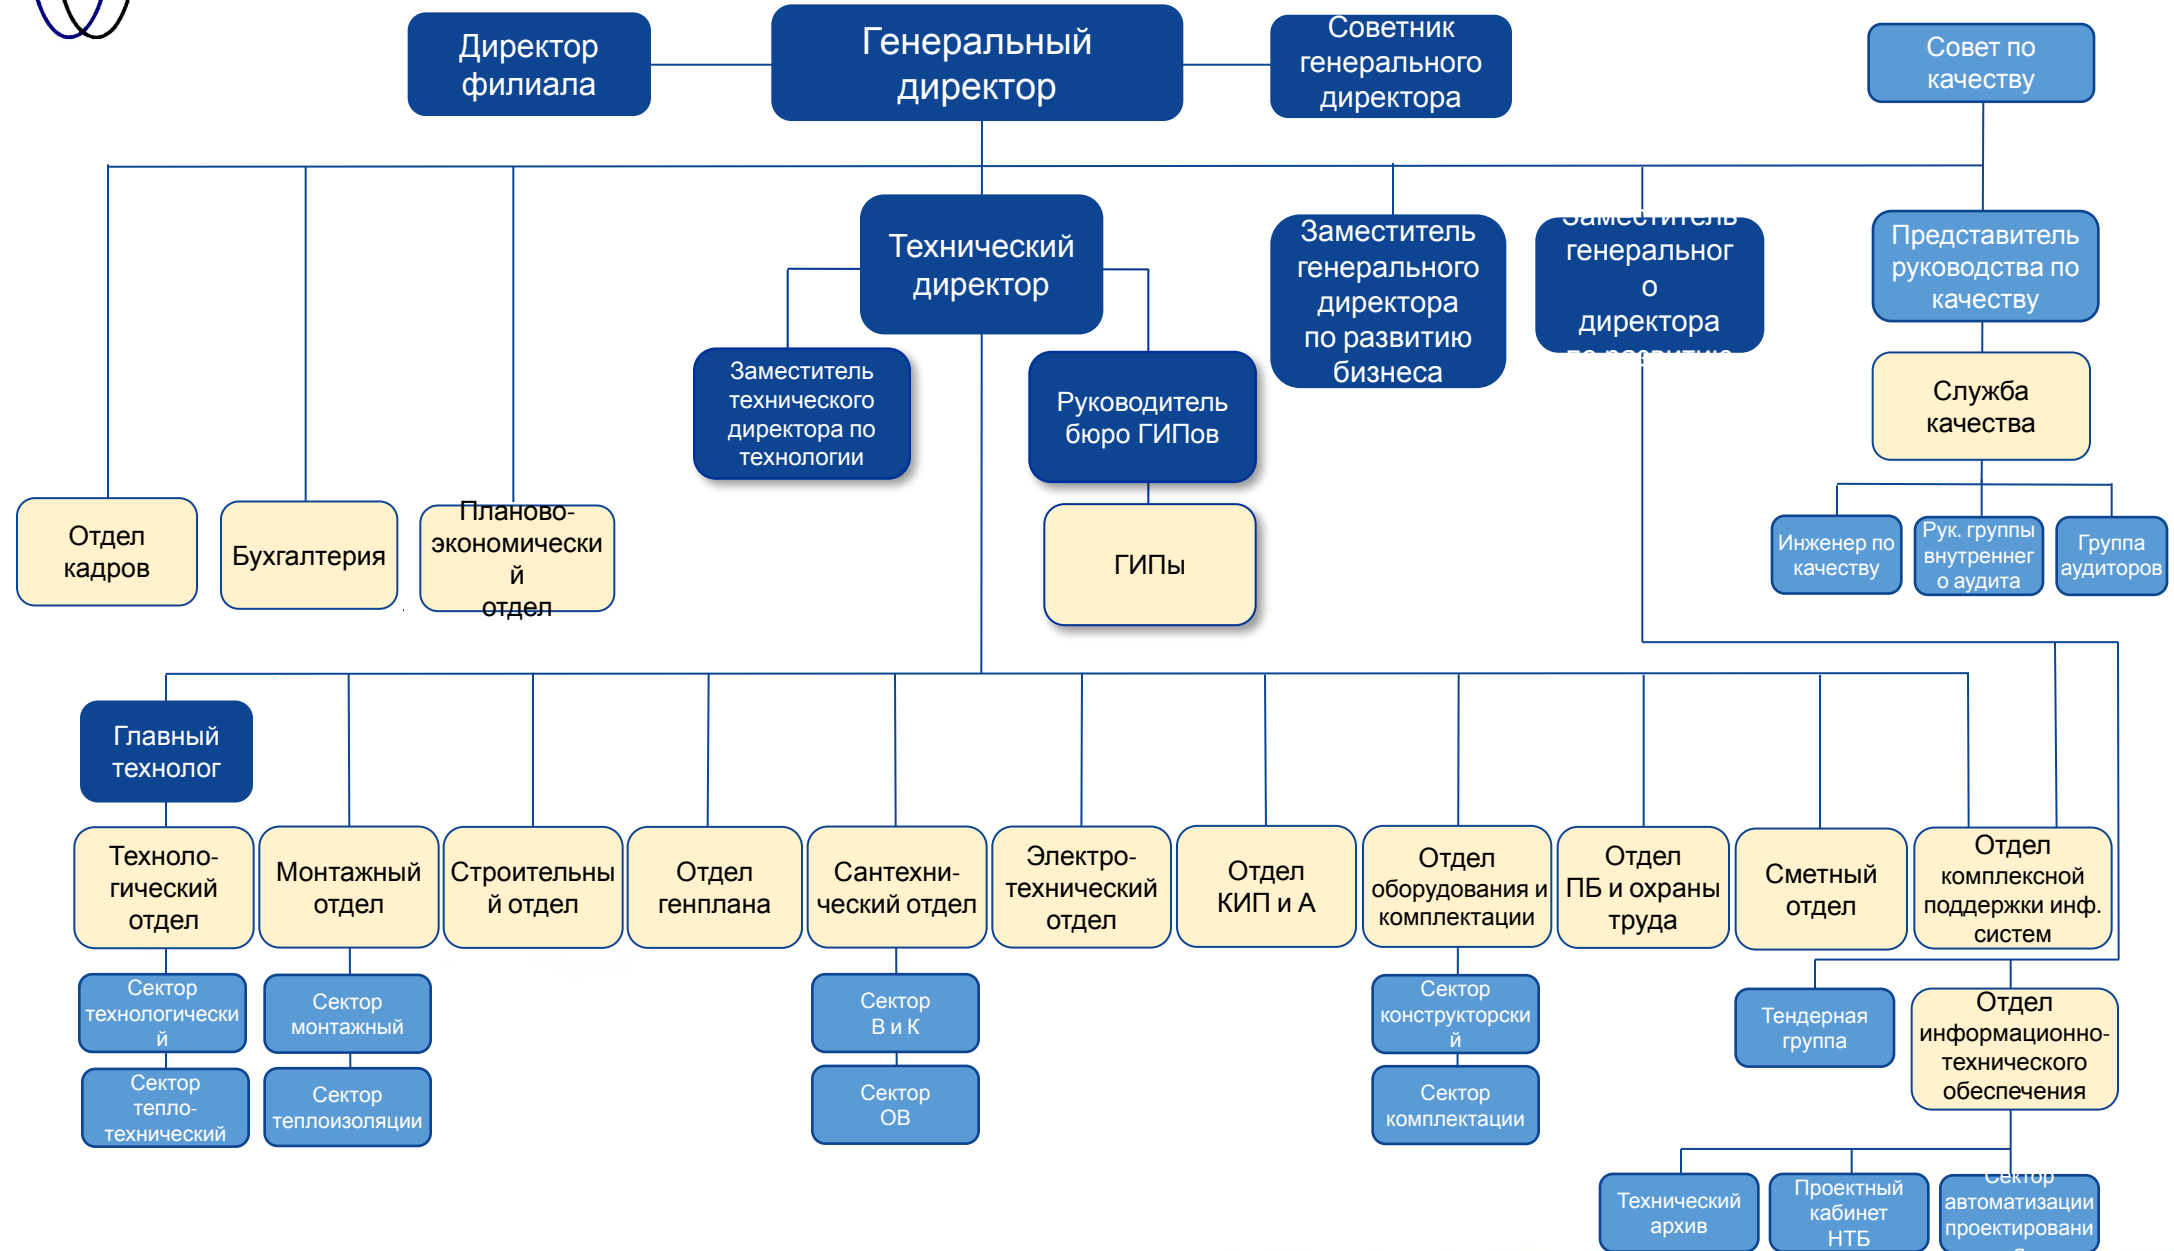 Директор
филиала
Генеральный
директор
Советник
генерального
директора
Совет по
качеству
Технический
директор
Заместитель
генерального
директора
по развитию
бизнеса
Заместитель
генеральног
о
директора
по развитию
Представитель
руководства по
качеству
Заместитель
технического
директора по
технологии
Руководитель
бюро ГИПов
Служба
качества
Отдел
кадров
Бухгалтерия
Планово-
экономически
й
отдел
ГИПы
Инженер по
качеству
Рук. группы
внутреннег
о аудита
Группа
аудиторов
Главный
технолог
Техноло-
гический
отдел
Монтажный
отдел
Строительны
й отдел
Отдел
генплана
Сантехни-
ческий отдел
Электро-
технический
отдел
Отдел
КИП и А
Отдел
оборудования и
комплектации
Отдел
ПБ и охраны
труда
Сметный
отдел
Отдел
комплексной
поддержки инф.
систем
Сектор
технологически
й
Сектор
монтажный
Сектор
В и К
Сектор
конструкторски
й
Тендерная
группа
Отдел
информационно-
технического
обеспечения
Сектор
тепло-
технический
Сектор
теплоизоляции
Сектор
ОВ
Сектор
комплектации
Технический
архив
Проектный
кабинет
НТБ
Сектор
автоматизации
проектировани
я